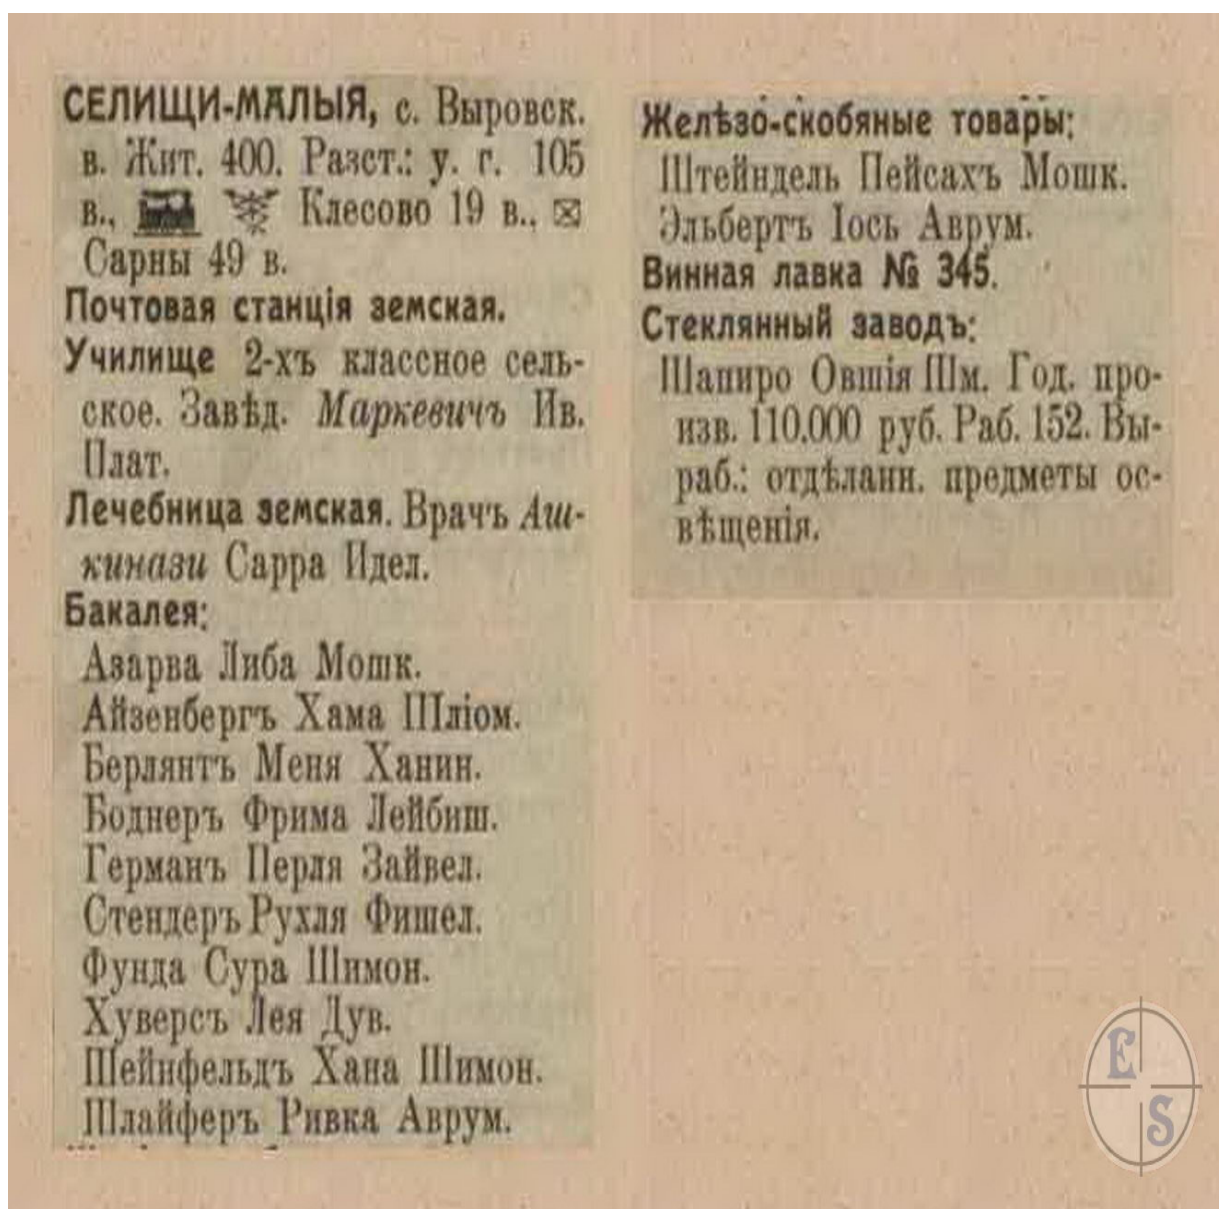 СЕЛИЩИ-МАЛЫЯ, с. Выровск.
в. Жит. 400. Разст.: у. г. 105
в., Клесово 19 в.,
Сарны 49 в.
Почтовая станція земская.
Училище 2-хъ классное сель-
ское. Завѣд. Маркевичъ Ив.
Плат.
Лечебница земская. Врачъ Аш-
кинази Сарра Идел.
Бакалея:
Азарва Либа Мошк.
Айзенбергъ Хама Шліом.
Берлянтъ Меня Ханин.
Боднеръ Фрима Лейбиш.
Германъ Перля Зайвел.
Стендеръ Рухля Фишел.
Фунда Сура Шимон.
Хуверсъ Лея Дув.
Шейнфельдъ Хана Шимон.
Шлайферъ Ривка Аврум.
Желѣзо-скобяные товары:
Штейндель Пейсахъ Мошк.
Эльбертъ Іось Аврум.
Винная лавка № 345.
Стеклянный заводъ:
Шапиро Овшія Шм. Год. про-
изв. 110.000 руб. Раб. 152. Вы-
раб.: отдѣланн. предметы ос-
вѣщенія.
E
S